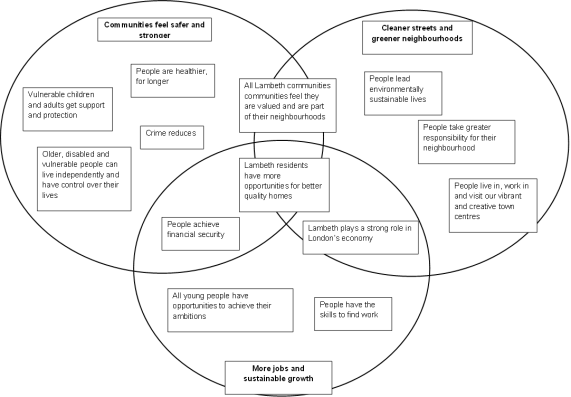 Communities feel safer and
stronger
Cleaner streets and
greener neighbourhoods
People are healthier,
for longer
Vulnerable children
and adults get support
and protection
Crime reduces
Older, disabled and
vulnerable people can
live independently and
have control over their
lives
All Lambeth communities
communities feel they
are valued and are part
of their neighbourhoods
People lead
environmentally
sustainable lives
People take greater
responsibility for their
neighbourhood
People live in, work in
and visit our vibrant
and creative town
centres
Lambeth residents
have more
opportunities for better
quality homes
People achieve
financial security
Lambeth plays a strong role in
London's economy
All young people have
opportunities to achieve their
ambitions
People have the
skills to find work
More jobs and
sustainable growth